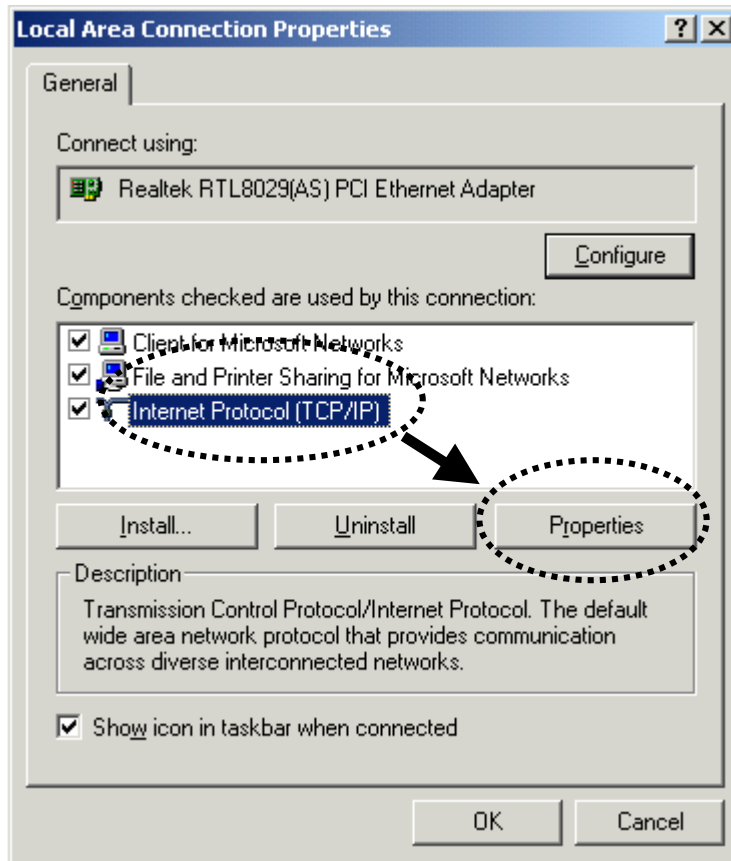 Local Area Connection Properties
General
Connect using:
Realtek RTL8029(AS) PCI Ethernet Adapter
Configure
Components checked are used by this connection:
Client for Microsoft Networks
File and Printer Sharing for Microsoft Networks
Internet Protocol (TCP/IP)
Install... Uninstall Properties
Description
Transmission Control Protocol/Internet Protocol. The default
wide area network protocol that provides communication
across diverse interconnected networks.
Show icon in taskbar when connected
OK Cancel